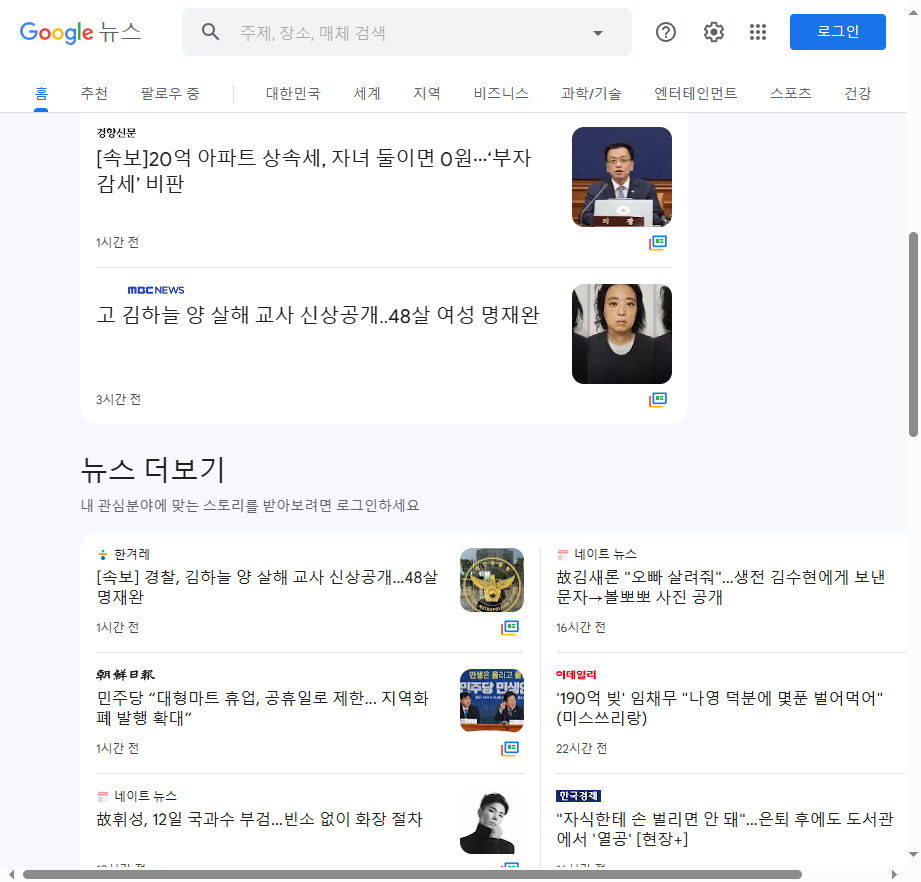 Google 뉴스
주제, 장소, 매체 검색
로그인
홈 추천 팔로우 중 대한민국 세계 지역 비즈니스 과학/기술 엔터테인먼트 스포츠 건강
경향신문
[속보]20억 아파트 상속세, 자녀 둘이면 0원…‘부자
감세’ 비판
의 장
1시간 전
MBC NEWS
고 김하늘 양 살해 교사 신상공개..48살 여성 명재완
3시간 전
뉴스 더보기
내 관심분야에 맞는 스토리를 받아보려면 로그인하세요
한겨레
[속보] 경찰, 김하늘 양 살해 교사 신상공개…48살
명재완
1시간 전
朝鮮日報
민주당 “대형마트 휴업, 공휴일로 제한... 지역화
폐 발행 확대”
1시간 전
네이트 뉴스
故휘성, 12일 국과수 부검…빈소 없이 화장 절차
네이트 뉴스
故김새론 "오빠 살려줘"…생전 김수현에게 보낸
문자→볼뽀뽀 사진 공개
16시간 전
이데일리
'190억 빚' 임채무 "나영 덕분에 몇푼 벌어먹어"
(미스쓰리랑)
22시간 전
한국경제
"자식한테 손 벌리면 안 돼"…은퇴 후에도 도서관
에서 '열공' [현장+]